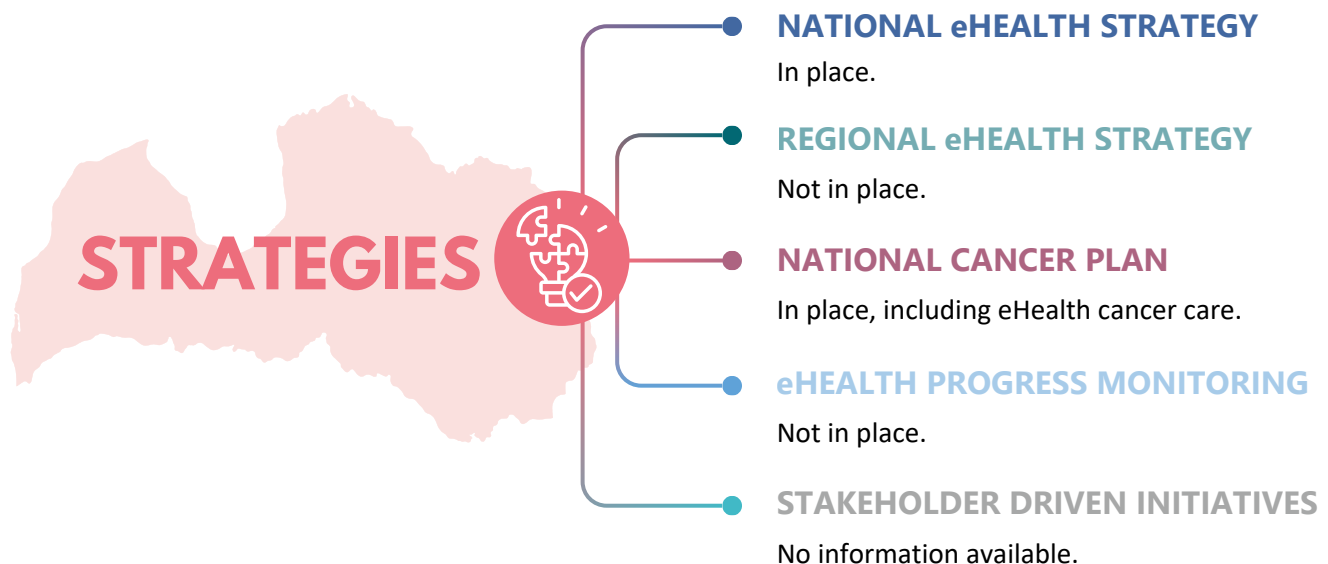 NATIONAL eHEALTH STRATEGY
In place.
REGIONAL eHEALTH STRATEGY
Not in place.
STRATEGIES
NATIONAL CANCER PLAN
In place, including eHealth cancer care.
eHEALTH PROGRESS MONITORING
Not in place.
STAKEHOLDER DRIVEN INITIATIVES
No information available.